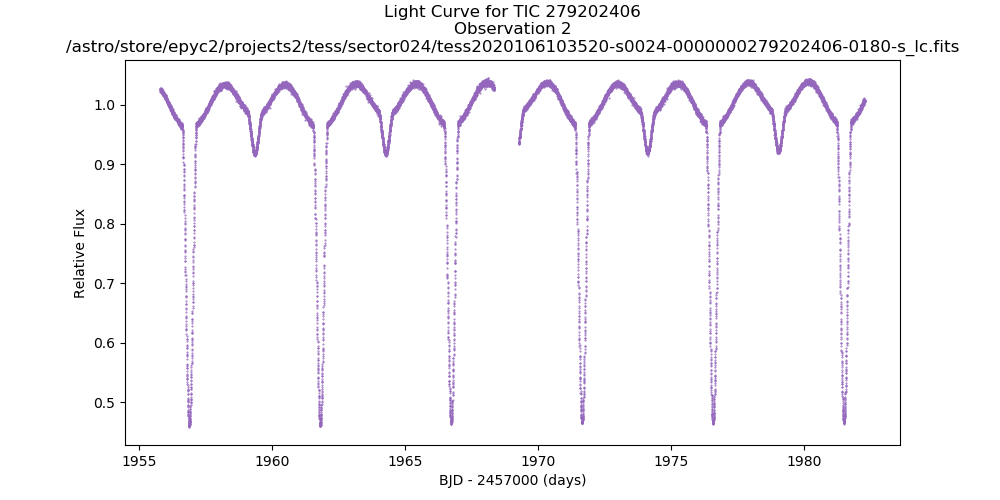 Light Curve for TIC 279202406
Observation 2
/astro/store/epyc2/projects2/tess/sector024/tess2020106103520-s0024-0000000279202406-0180-s_lc.fits
1.0
0.9
0.8
0.7
0.6
0.5
Relative Flux
1955 1960 1965 1970 1975 1980
BJD - 2457000 (days)